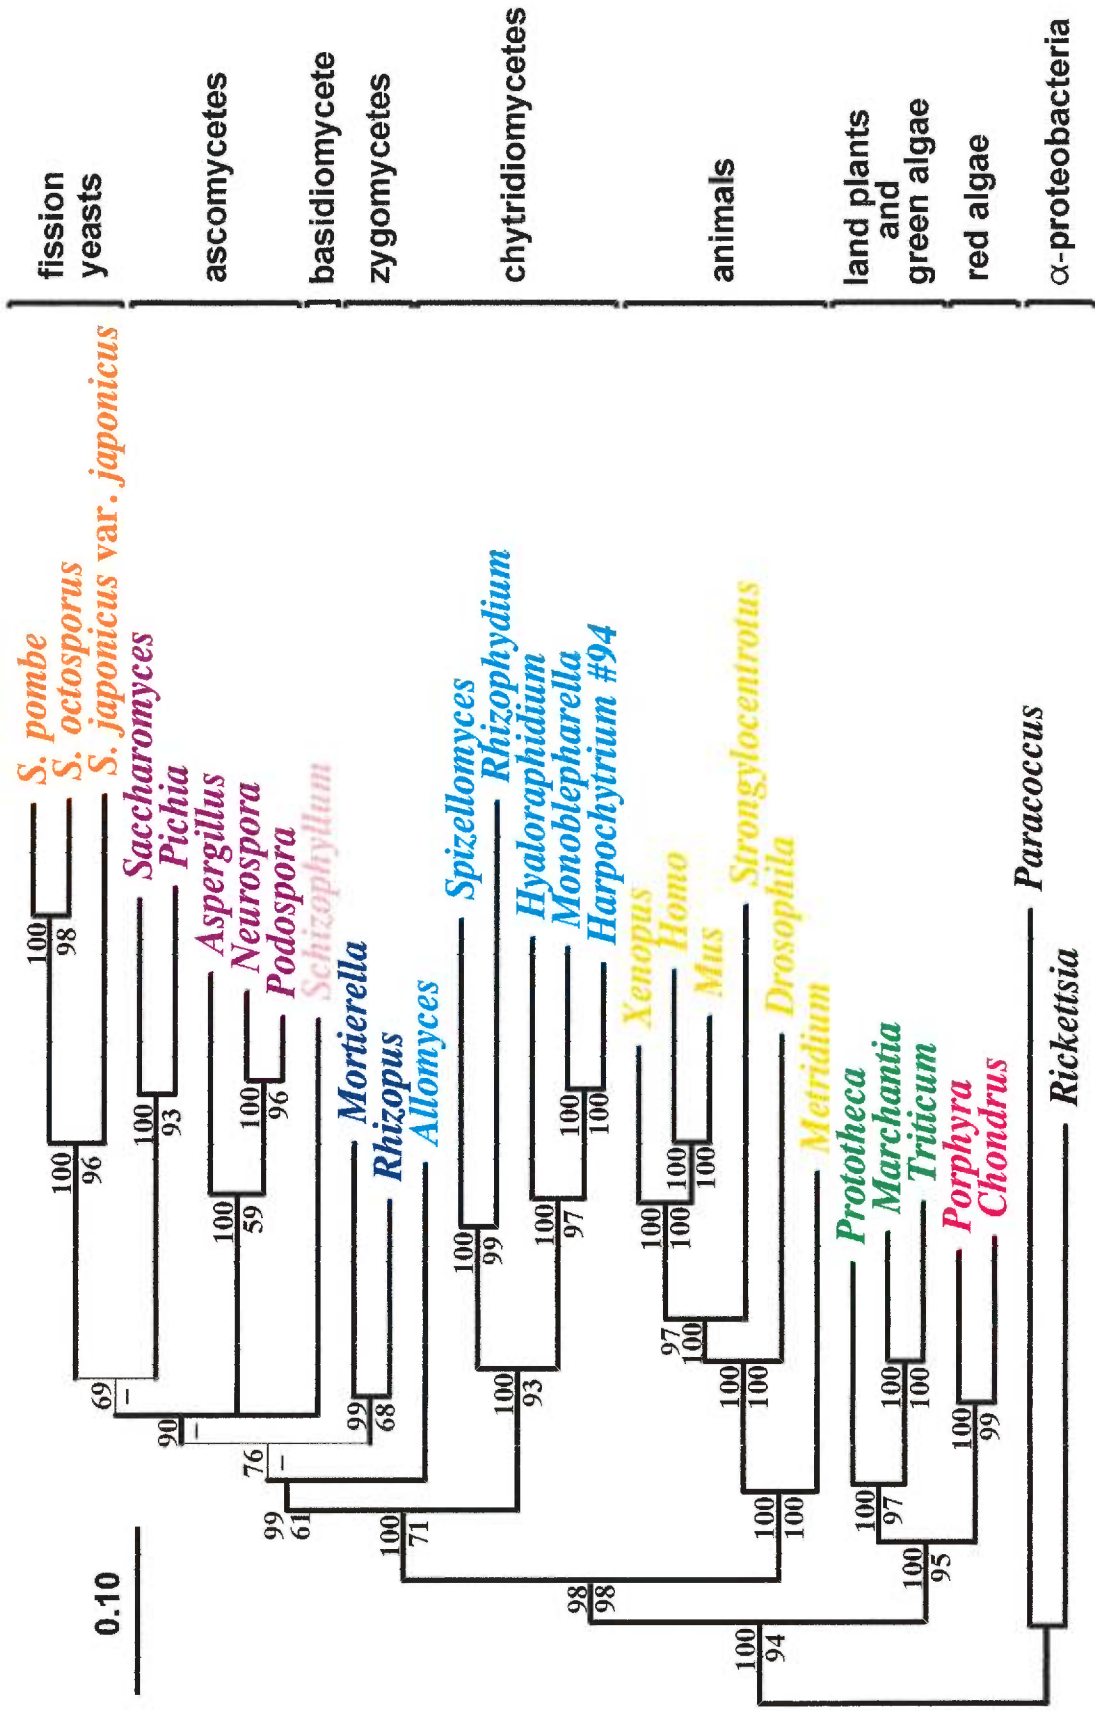 fission
yeasts
ascomycetes
basidiomycete
zygomycetes
chytridiomycetes
animals
land plants
and
green algae
red algae
α-proteobacteria
S. pombe
S. octosporus
S. japonicus var. japonicus
Saccharomyces
Pichia
Aspergillus
Neurospora
Podospora
Schizophyllum
Mortierella
Rhizopus
Allomyces
Spizellomyces
Rhizophydium
Hyaloraphidium
Monoblepharella
Harpochytrium #94
Xenopus
Homo
Mus
Strongylocentrotus
Drosophila
Metridium
Prototheca
Marchantia
Triticum
Porphyra
Chondrus
Paracoccus
Rickettsia
100
98
100
96
100
93
100
59
100
96
69
–
90
–
99
68
76
–
99
61
100
99
100
97
100
100
100
93
100
71
100
100
100
100
97
100
100
100
100
100
98
98
100
97
100
100
100
99
100
95
100
94
0.10